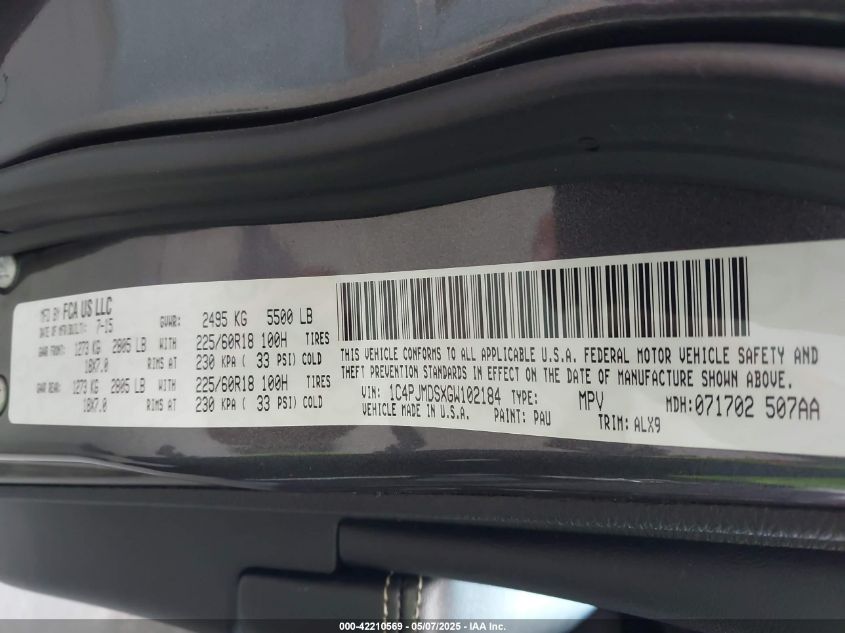 MFD BY FCA US LLC
DATE OF MFR/BUILT: 7-15 GVWR: 2495 KG 5500 LB
GAWR FRONT: 1273 KG 2805 LB WITH 225/60R18 100H TIRES
18X7.0 RIMS AT 230 KPA ( 33 PSI) COLD
GAWR REAR: 1273 KG 2805 LB WITH 225/60R18 100H TIRES
18X7.0 RIMS AT 230 KPA ( 33 PSI) COLD
THIS VEHICLE CONFORMS TO ALL APPLICABLE U.S.A. FEDERAL MOTOR VEHICLE SAFETY AND
THEFT PREVENTION STANDARDS IN EFFECT ON THE DATE OF MANUFACTURE SHOWN ABOVE.
VIN: 1C4PJMDSXGW102184 TYPE: MPV MDH: 071702 507AA
VEHICLE MADE IN U.S.A. PAINT: PAU TRIM: ALX9
000-42210569 - 05/07/2025 - IAA Inc.